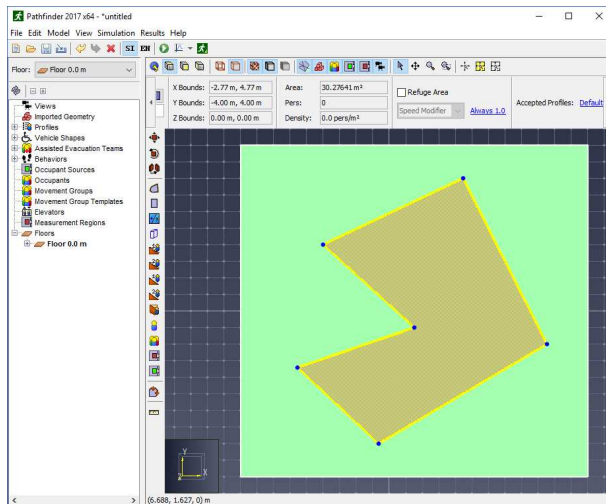 Pathfinder 2017 x64 - *untitled
File Edit Model View Simulation Results Help
SI EN
Floor: Floor 0.0 m
X Bounds: -2.77 m, 4.77 m Area: 30.27641 m² Refuge Area
Y Bounds: -4.00 m, 4.00 m Pers: 0 Speed Modifier Always 1.0 Accepted Profiles: Default
Z Bounds: 0.00 m, 0.00 m Density: 0.0 pers/m²
Views
Imported Geometry
Profiles
Vehicle Shapes
Assisted Evacuation Teams
Behaviors
Occupant Sources
Occupants
Movement Groups
Movement Group Templates
Elevators
Measurement Regions
Floors
Floor 0.0 m
Y
Z X
(6.688, 1.627, 0) m